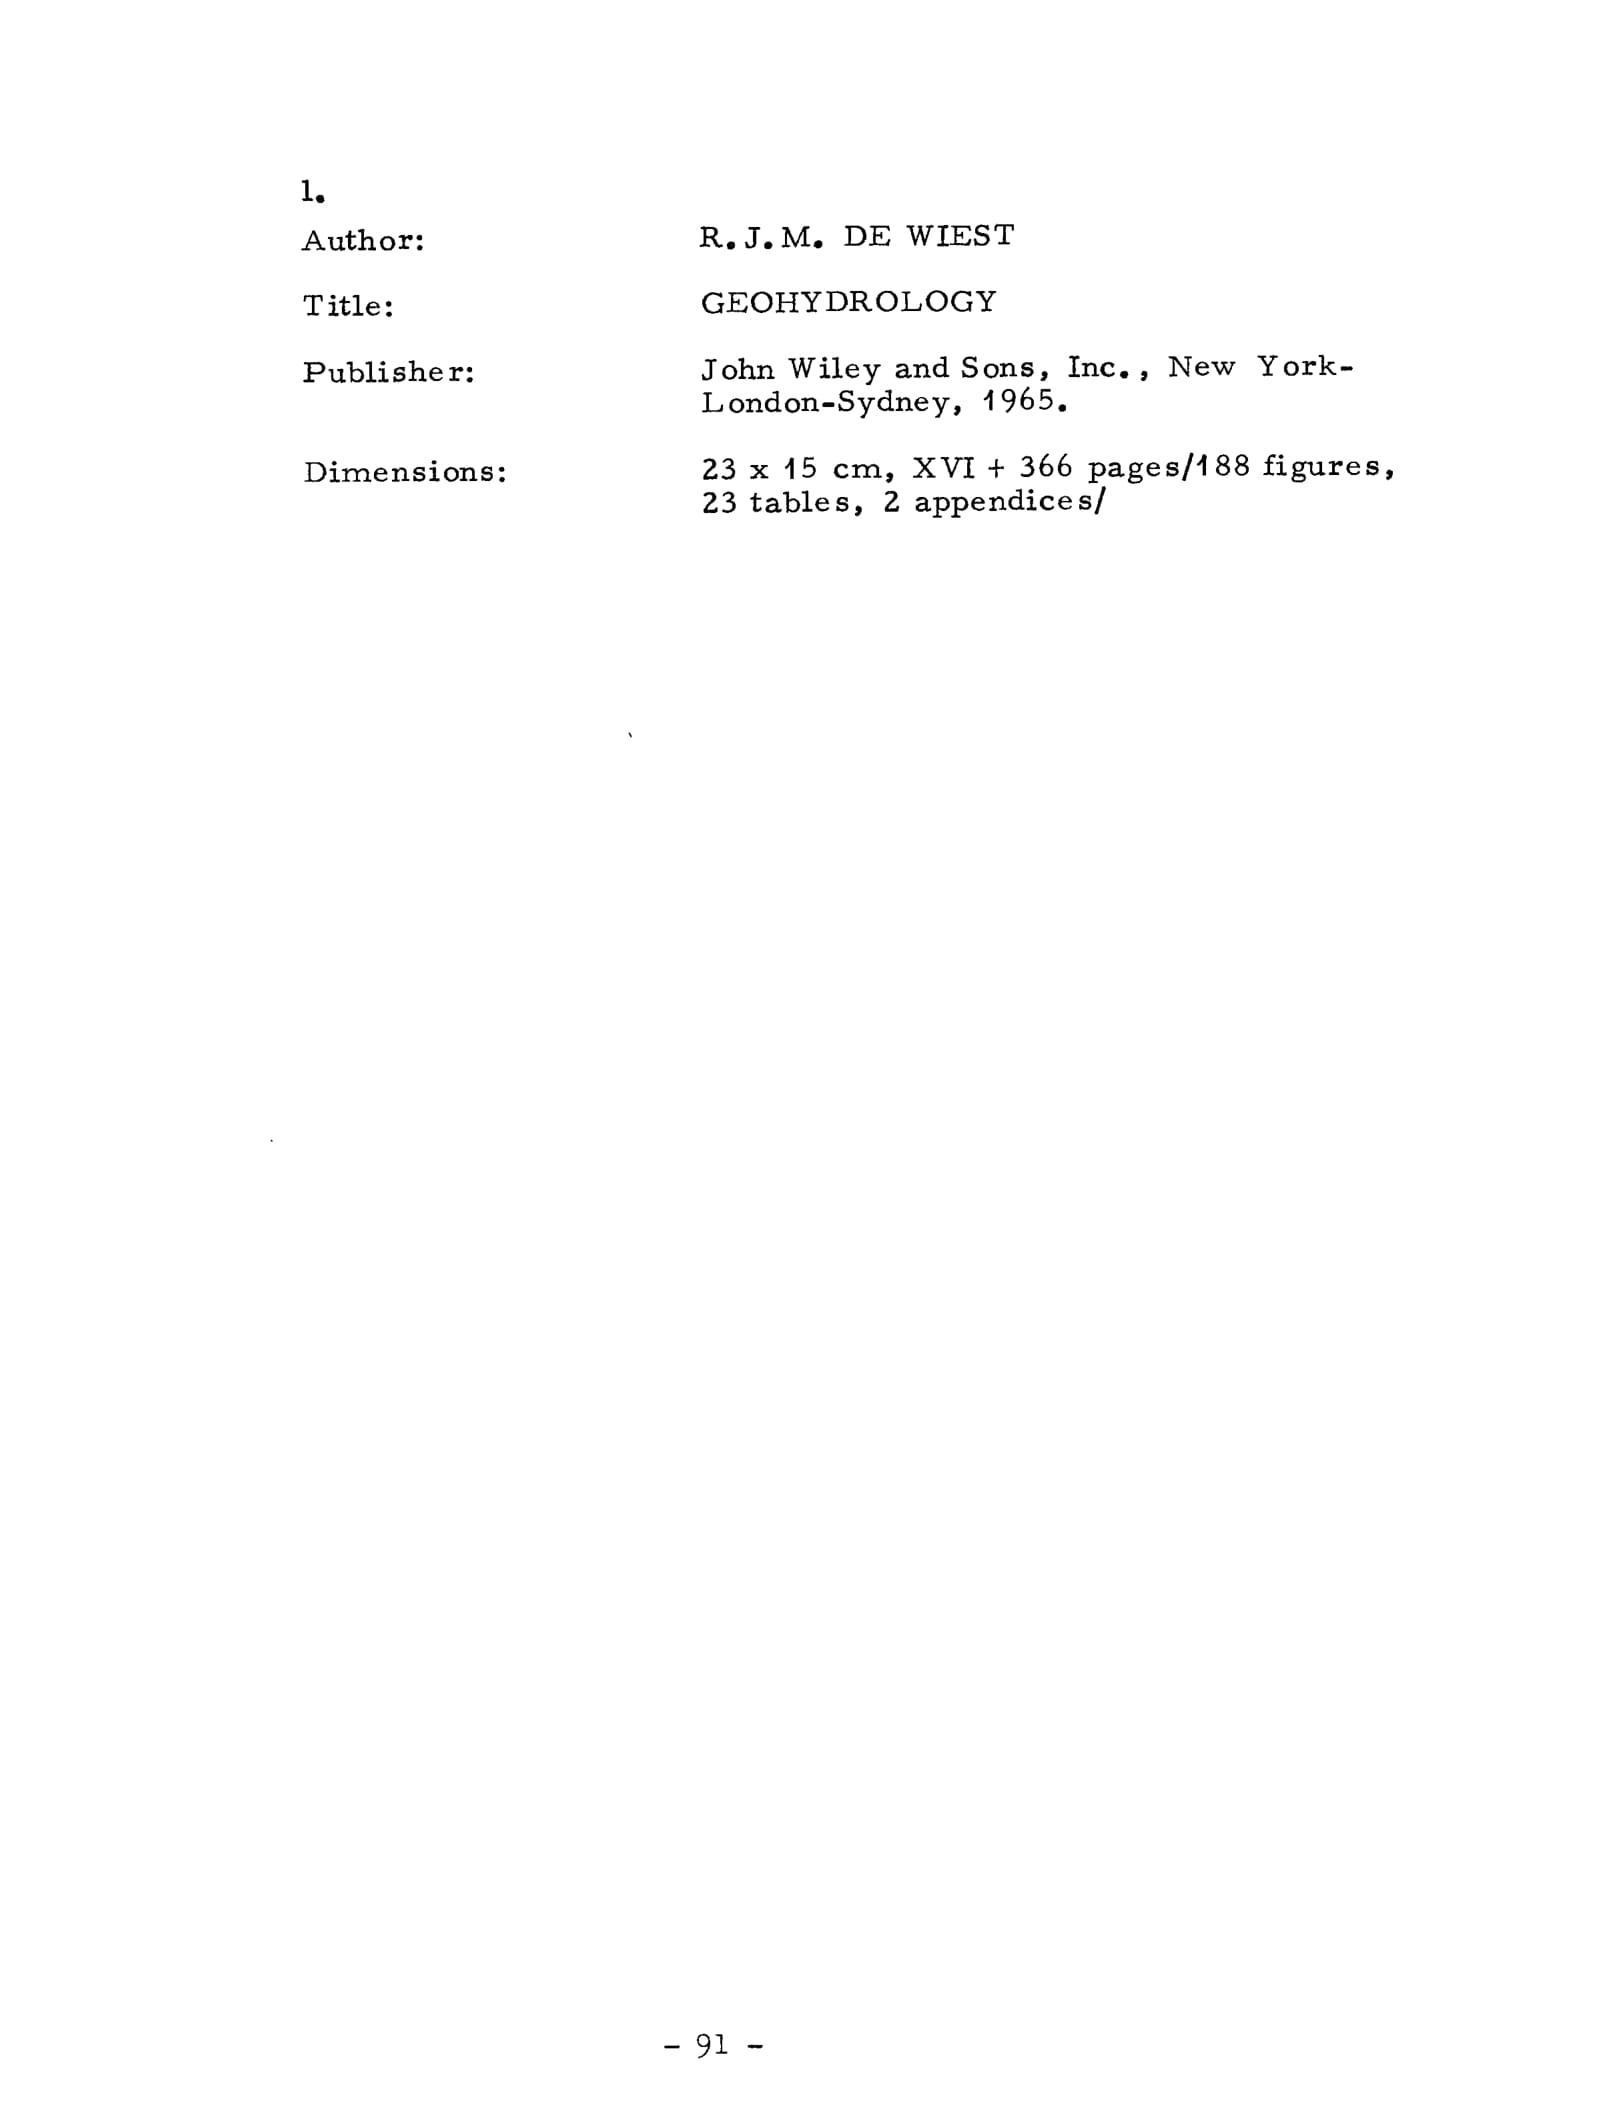 1.
Author: R.J.M. DE WIEST
Title: GEOHYDROLOGY
Publisher: John Wiley and Sons, Inc., New York-
London-Sydney, 1965.
Dimensions: 23 x 15 cm, XVI + 366 pages/188 figures,
23 tables, 2 appendices/
- 91 -